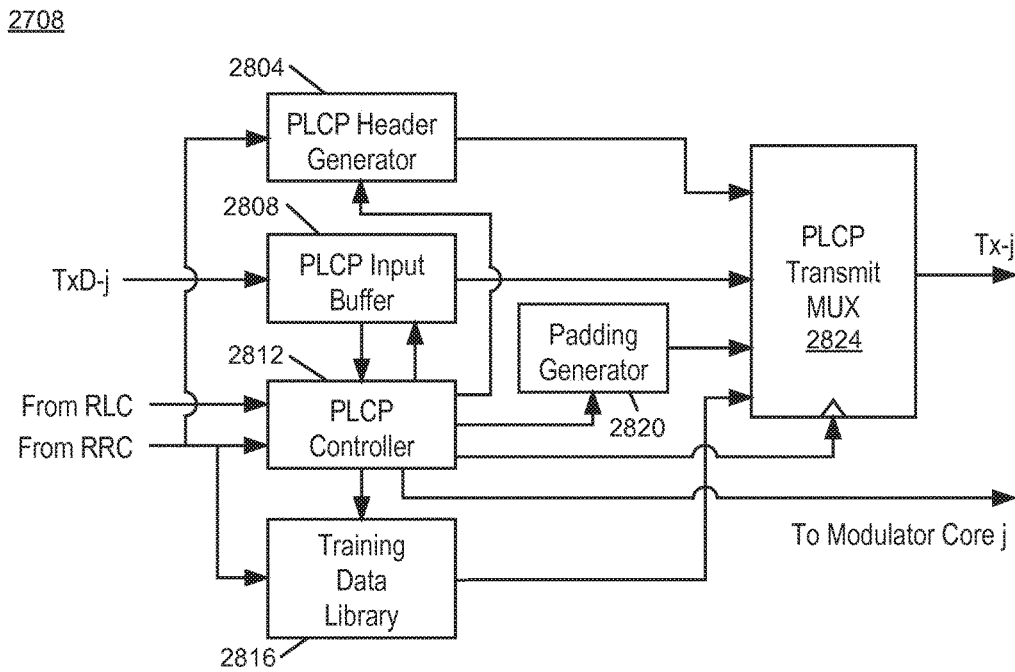 2708
2804
PLCP Header
Generator
2808
TxD-j
PLCP Input
Buffer
PLCP
Transmit
MUX
2824
Tx-j
Padding
Generator
2820
2812
From RLC
From RRC
PLCP
Controller
To Modulator Core j
Training
Data
Library
2816